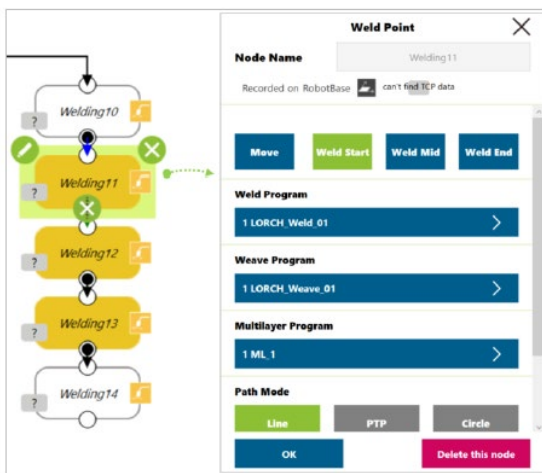 Welding10
?
Welding11
?
Welding12
?
Welding13
?
Welding14
?
Weld Point
Node Name
Welding11
Recorded on RobotBase
can't find TCP data
Move
Weld Start
Weld Mid
Weld End
Weld Program
1 LORCH_Weld_01
Weave Program
1 LORCH_Weave_01
Multilayer Program
1 ML_1
Path Mode
Line
PTP
Circle
OK
Delete this node